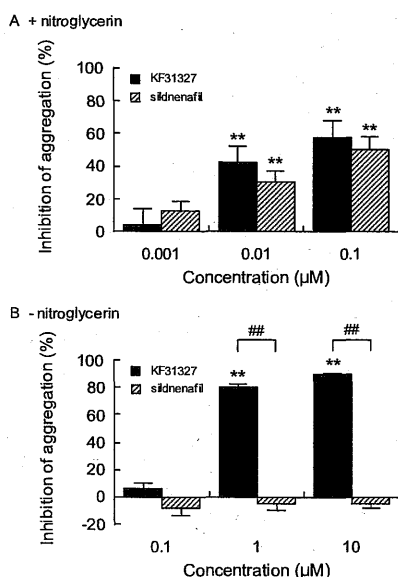 A + nitroglycerin
Inhibition of aggregation (%)
100
80
60
40
20
0
KF31327
sildnenafil
**
**
**
**
0.001 0.01 0.1
Concentration (µM)
B - nitroglycerin
Inhibition of aggregation (%)
100
80
60
40
20
0
-20
KF31327
sildnenafil
## ##
** **
0.1 1 10
Concentration (µM)